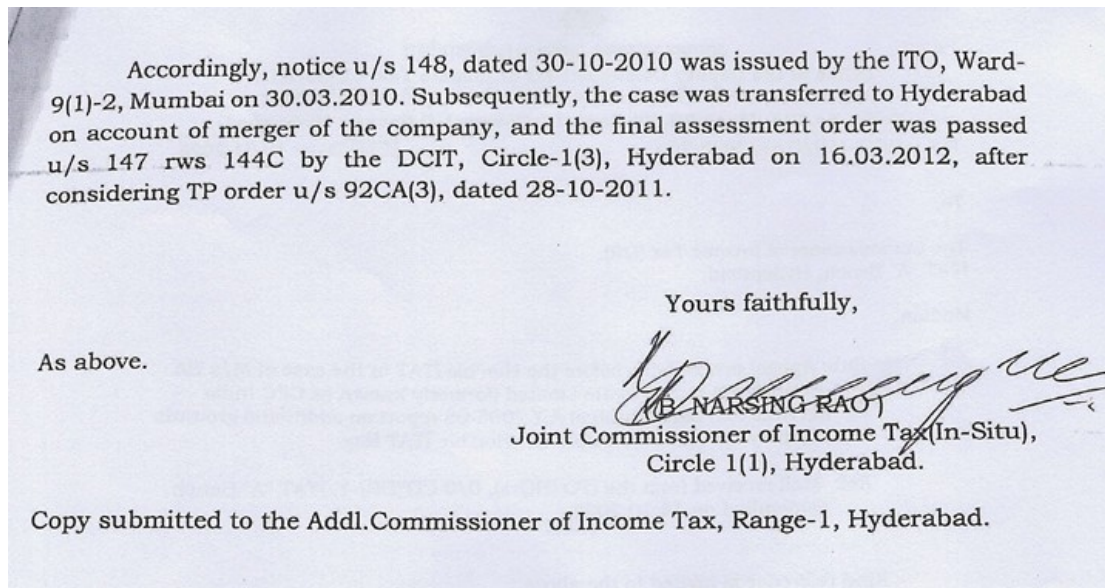 Accordingly, notice u/s 148, dated 30-10-2010 was issued by the ITO, Ward-
9(1)-2, Mumbai on 30.03.2010. Subsequently, the case was transferred to Hyderabad
on account of merger of the company, and the final assessment order was passed
u/s 147 rws 144C by the DCIT, Circle-1(3), Hyderabad on 16.03.2012, after
considering TP order u/s 92CA(3), dated 28-10-2011.
Yours faithfully,
As above.
(B. NARSING RAO)
Joint Commissioner of Income Tax(In-Situ),
Circle 1(1), Hyderabad.
Copy submitted to the Addl.Commissioner of Income Tax, Range-1, Hyderabad.